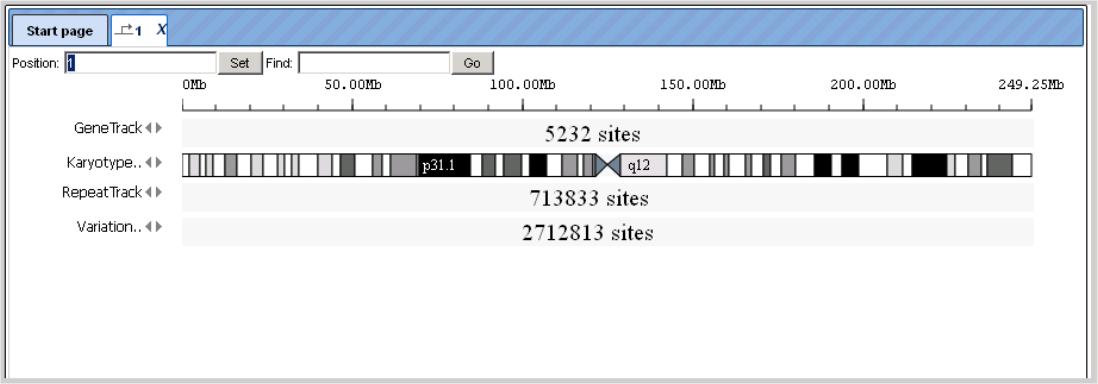 Start page 1 X
Position: 1 Set Find: Go
0Mb 50.00Mb 100.00Mb 150.00Mb 200.00Mb 249.25Mb
GeneTrack 5232 sites
Karyotype.. p31.1 q12
RepeatTrack 713833 sites
Variation.. 2712813 sites